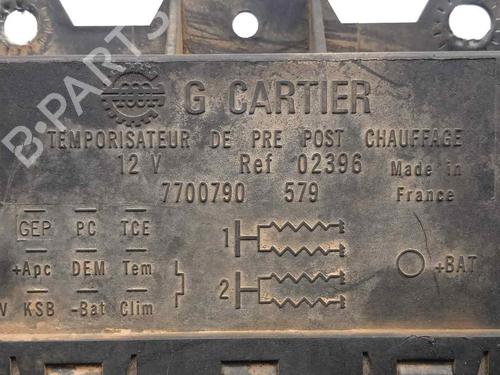 G CARTIER
TEMPORISATEUR DE PRE POST CHAUFFAGE
12 V Ref 02396 Made in
7700790 579 France
GEP PC TCE
+Apc DEM Tem
V KSB -Bat Clim
1
2
+BAT
B-PARTS